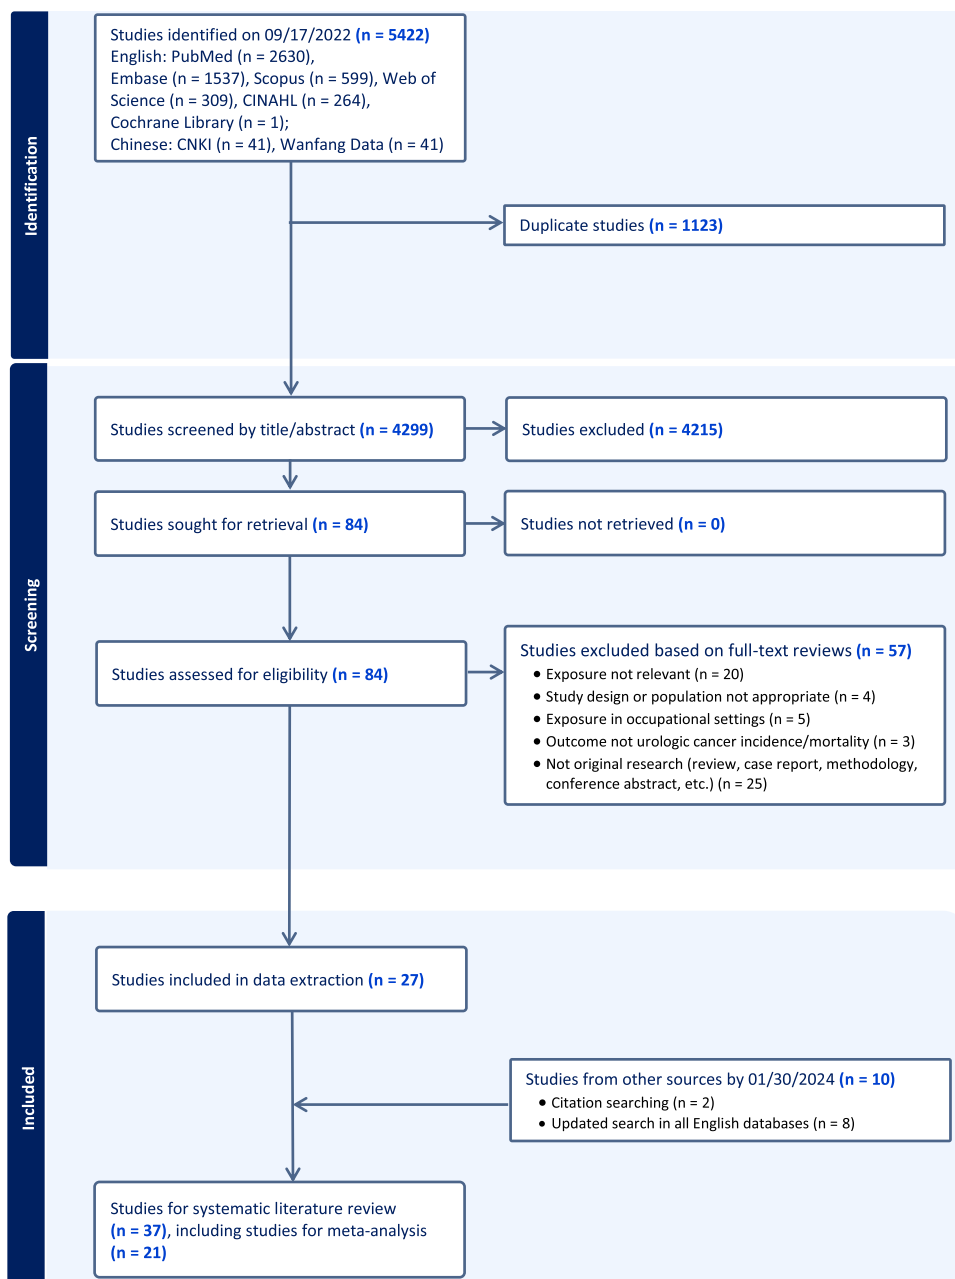 Identification
Studies identified on 09/17/2022 (n = 5422)
English: PubMed (n = 2630),
Embase (n = 1537), Scopus (n = 599), Web of
Science (n = 309), CINAHL (n = 264),
Cochrane Library (n = 1);
Chinese: CNKI (n = 41), Wanfang Data (n = 41)
Duplicate studies (n = 1123)
Screening
Studies screened by title/abstract (n = 4299)
Studies excluded (n = 4215)
Studies sought for retrieval (n = 84)
Studies not retrieved (n = 0)
Studies assessed for eligibility (n = 84)
Studies excluded based on full-text reviews (n = 57)
• Exposure not relevant (n = 20)
• Study design or population not appropriate (n = 4)
• Exposure in occupational settings (n = 5)
• Outcome not urologic cancer incidence/mortality (n = 3)
• Not original research (review, case report, methodology,
conference abstract, etc.) (n = 25)
Included
Studies included in data extraction (n = 27)
Studies from other sources by 01/30/2024 (n = 10)
• Citation searching (n = 2)
• Updated search in all English databases (n = 8)
Studies for systematic literature review
(n = 37), including studies for meta-analysis
(n = 21)